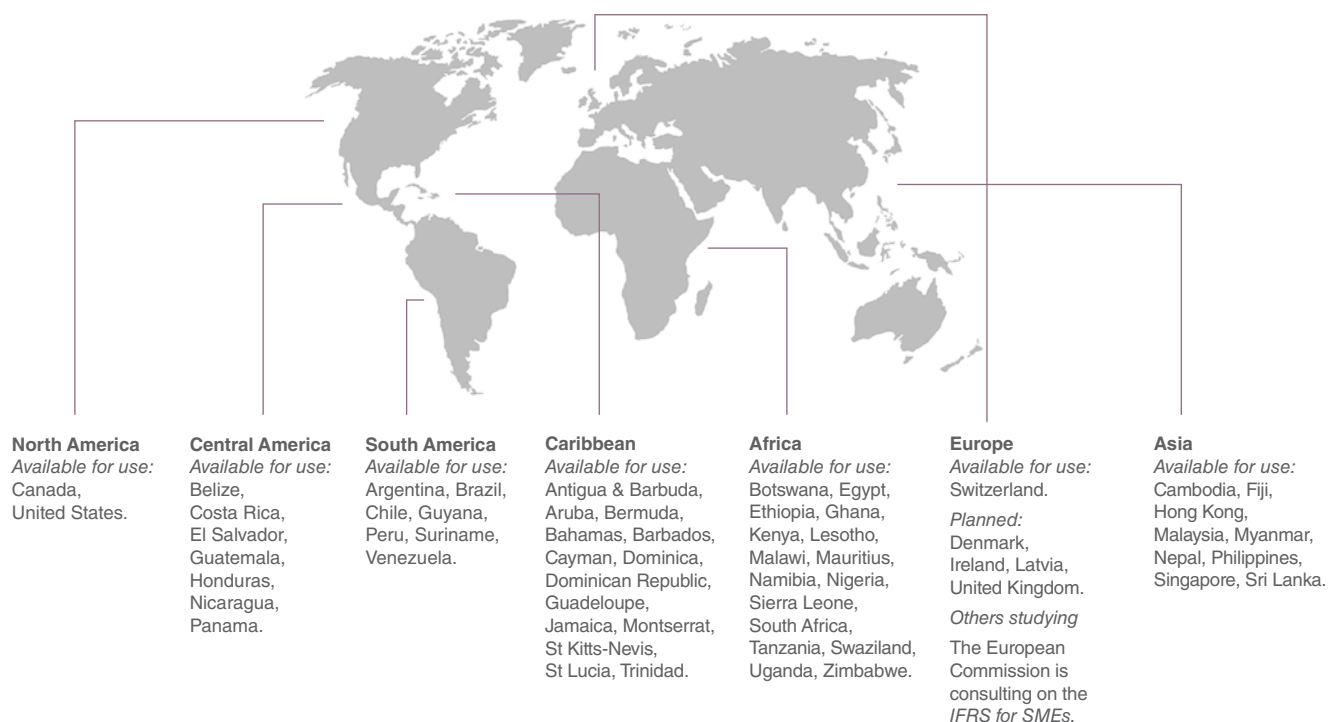 North America
Available for use:
Canada,
United States.
Central America
Available for use:
Belize,
Costa Rica,
El Salvador,
Guatemala,
Honduras,
Nicaragua,
Panama.
South America
Available for use:
Argentina, Brazil,
Chile, Guyana,
Peru, Suriname,
Venezuela.
Caribbean
Available for use:
Antigua & Barbuda,
Aruba, Bermuda,
Bahamas, Barbados,
Cayman, Dominica,
Dominican Republic,
Guadeloupe,
Jamaica, Montserrat,
St Kitts-Nevis,
St Lucia, Trinidad.
Africa
Available for use:
Botswana, Egypt,
Ethiopia, Ghana,
Kenya, Lesotho,
Malawi, Mauritius,
Namibia, Nigeria,
Sierra Leone,
South Africa,
Tanzania, Swaziland,
Uganda, Zimbabwe.
Europe
Available for use:
Switzerland.
Planned:
Denmark,
Ireland, Latvia,
United Kingdom.
Others studying
The European
Commission is
consulting on the
IFRS for SMEs.
Asia
Available for use:
Cambodia, Fiji,
Hong Kong,
Malaysia, Myanmar,
Nepal, Philippines,
Singapore, Sri Lanka.